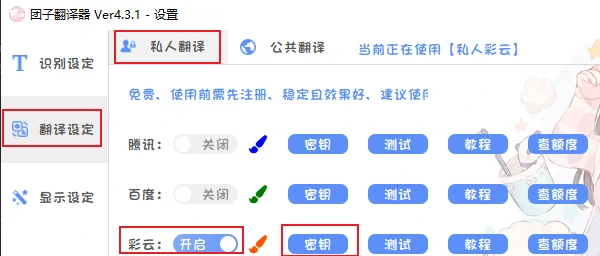 团子翻译器 Ver4.3.1 - 设置
识别设定
翻译设定
显示设定
私人翻译 公共翻译 当前正在使用【私人彩云】
免费、使用前需先注册、稳定且效果好、建议使用
腾讯： 关闭 密钥 测试 教程 查额度
百度： 关闭 密钥 测试 教程 查额度
彩云： 开启 密钥 测试 教程 查额度